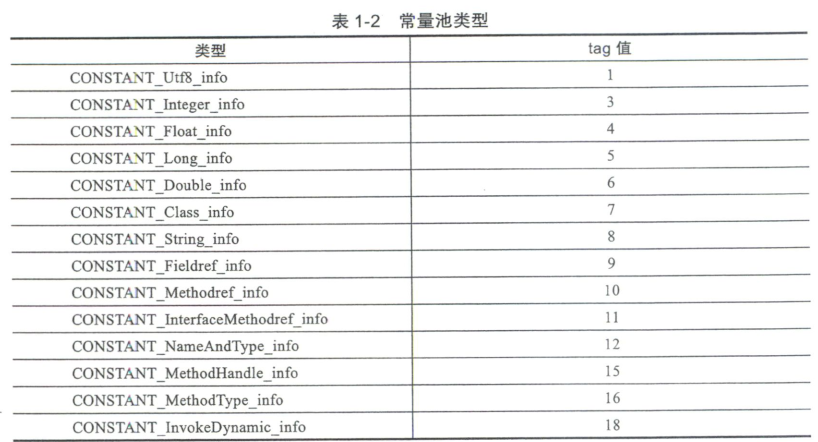 表 1-2 常量池类型
类型 tag 值
CONSTANT_Utf8_info 1
CONSTANT_Integer_info 3
CONSTANT_Float_info 4
CONSTANT_Long_info 5
CONSTANT_Double_info 6
CONSTANT_Class_info 7
CONSTANT_String_info 8
CONSTANT_Fieldref_info 9
CONSTANT_Methodref_info 10
CONSTANT_InterfaceMethodref_info 11
CONSTANT_NameAndType_info 12
CONSTANT_MethodHandle_info 15
CONSTANT_MethodType_info 16
CONSTANT_InvokeDynamic_info 18